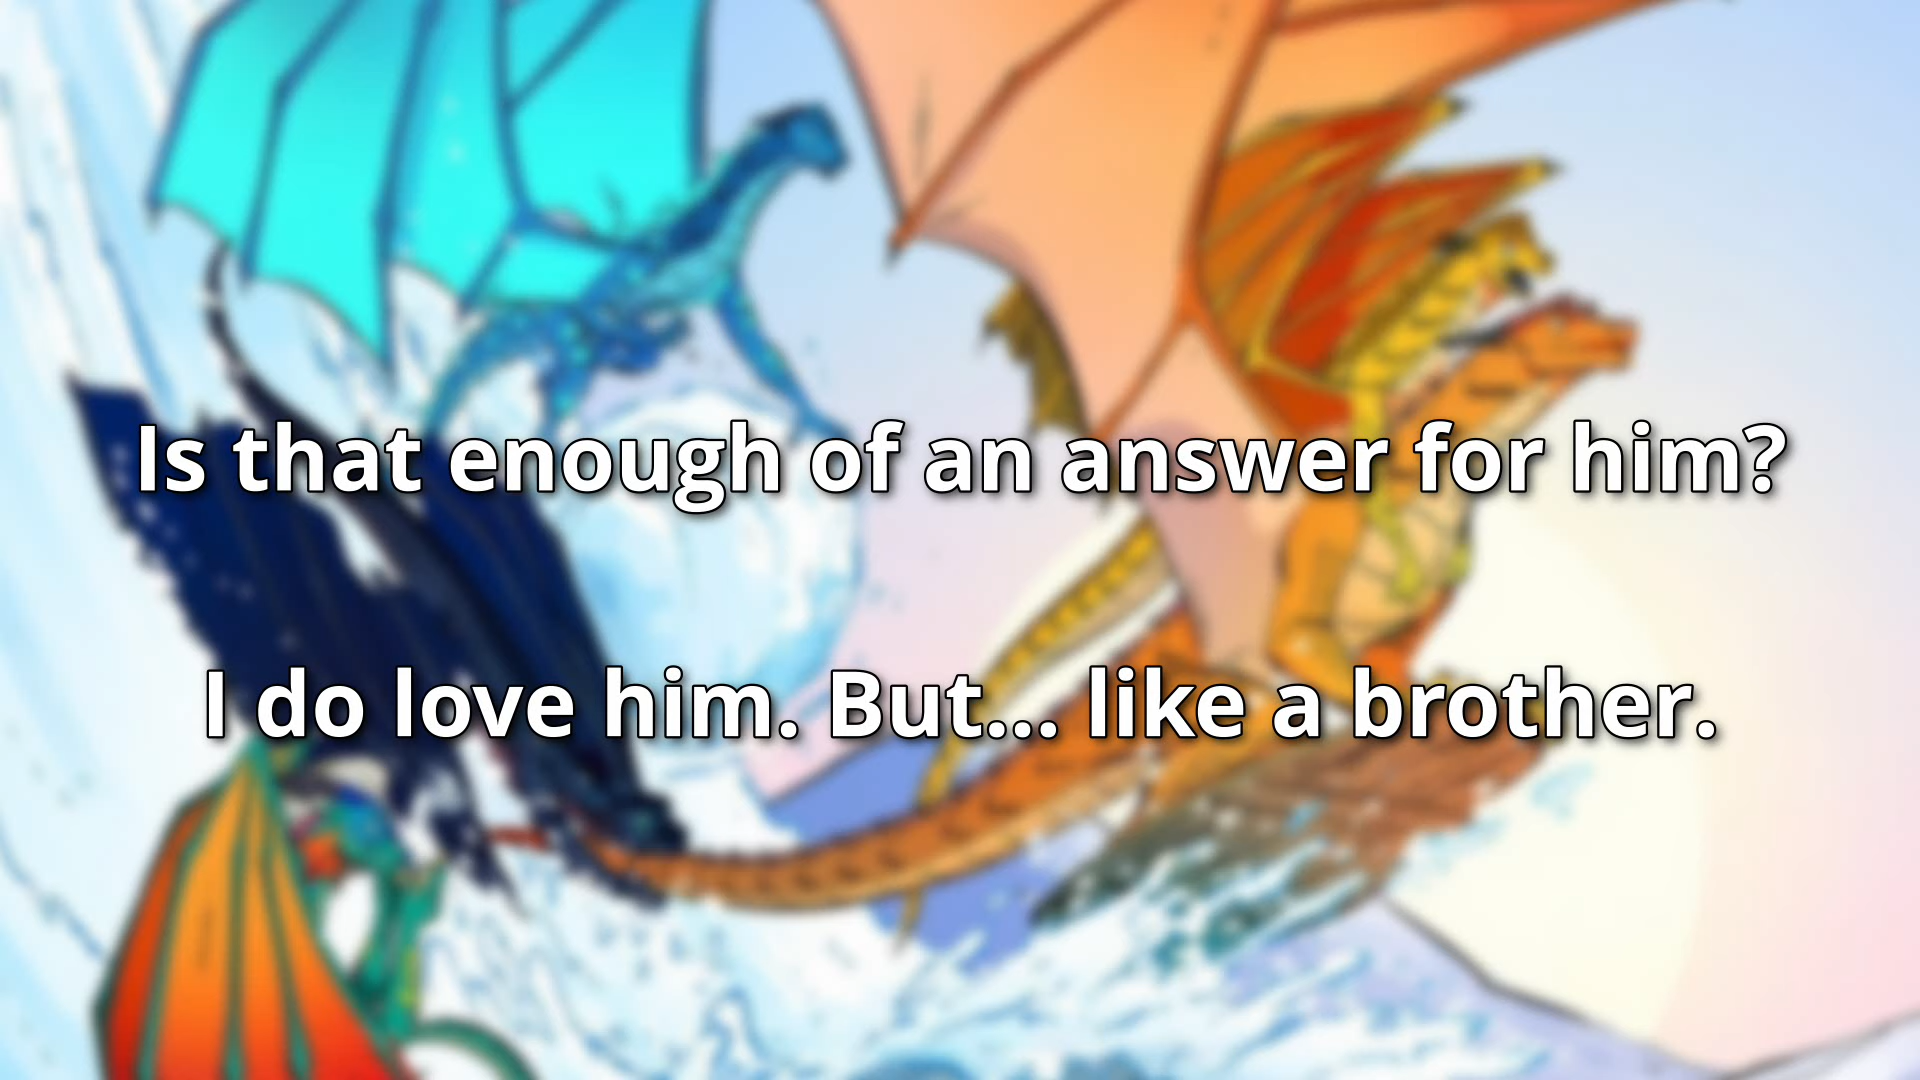 Is that enough of an answer for him?
I do love him. But... like a brother.